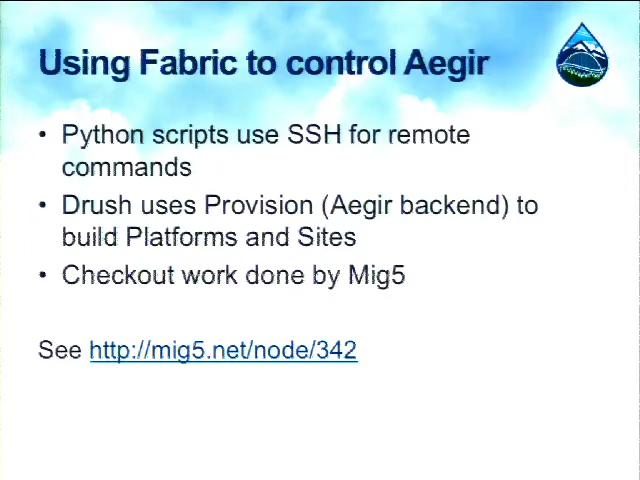 Using Fabric to control Aegir
• Python scripts use SSH for remote
commands
• Drush uses Provision (Aegir backend) to
build Platforms and Sites
• Checkout work done by Mig5
See http://mig5.net/node/342